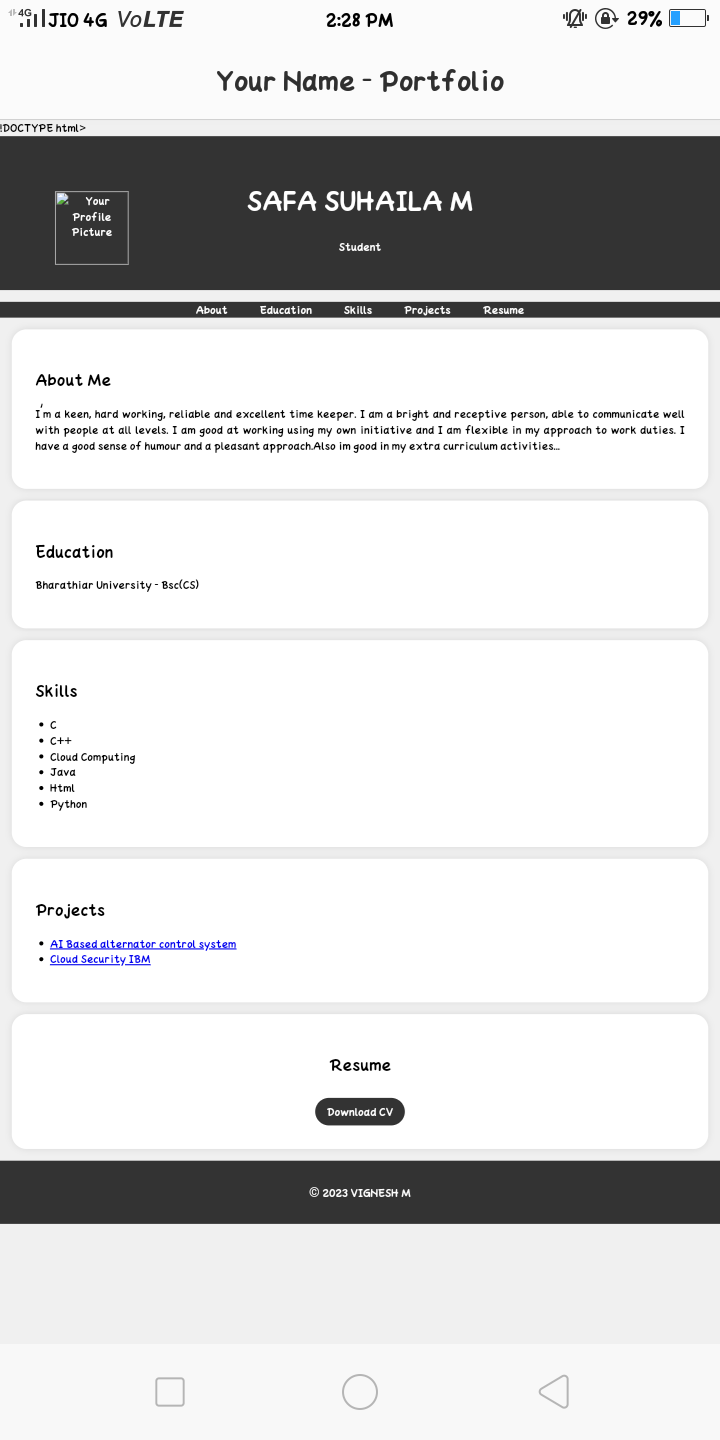 4G JIO 4G VoLTE 2:28 PM 29%
Your Name - Portfolio
!DOCTYPE html>
Your
Profile
Picture
SAFA SUHAILA M
Student
About Education Skills Projects Resume
About Me
I'm a keen, hard working, reliable and excellent time keeper. I am a bright and receptive person, able to communicate well
with people at all levels. I am good at working using my own initiative and I am flexible in my approach to work duties. I
have a good sense of humour and a pleasant approach.Also im good in my extra curriculum activities...
Education
Bharathiar University - Bsc(CS)
Skills
• C
• C++
• Cloud Computing
• Java
• Html
• Python
Projects
• AI Based alternator control system
• Cloud Security IBM
Resume
Download CV
© 2023 VIGNESH M